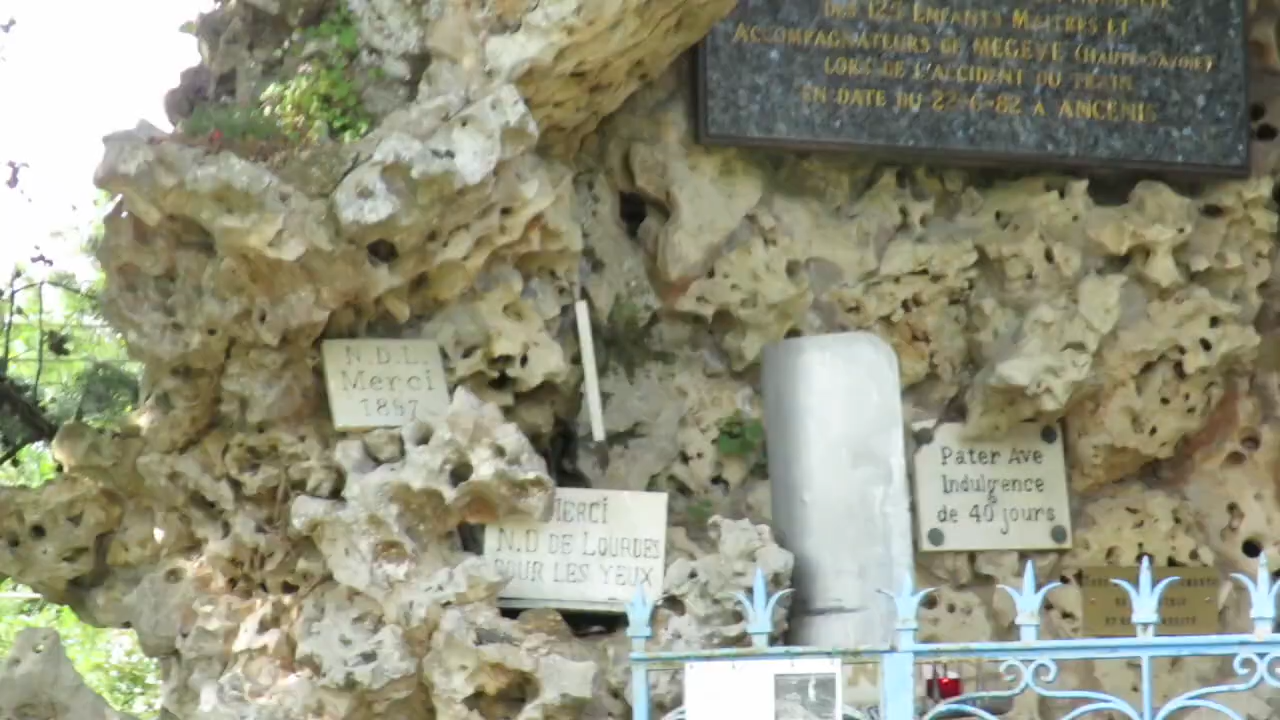 DES 129 ENFANTS MAITRES ET
ACCOMPAGNATEURS DE MEGEVE (HAUTE-SAVOIE)
LORS DE L'ACCIDENT DU TRAIN
EN DATE DU 22-6-82 A ANCENIS
N.D.L.
Merci
1887
MERCI
N.D DE LOURDES
POUR LES YEUX
Pater Ave
Indulgence
de 40 jours